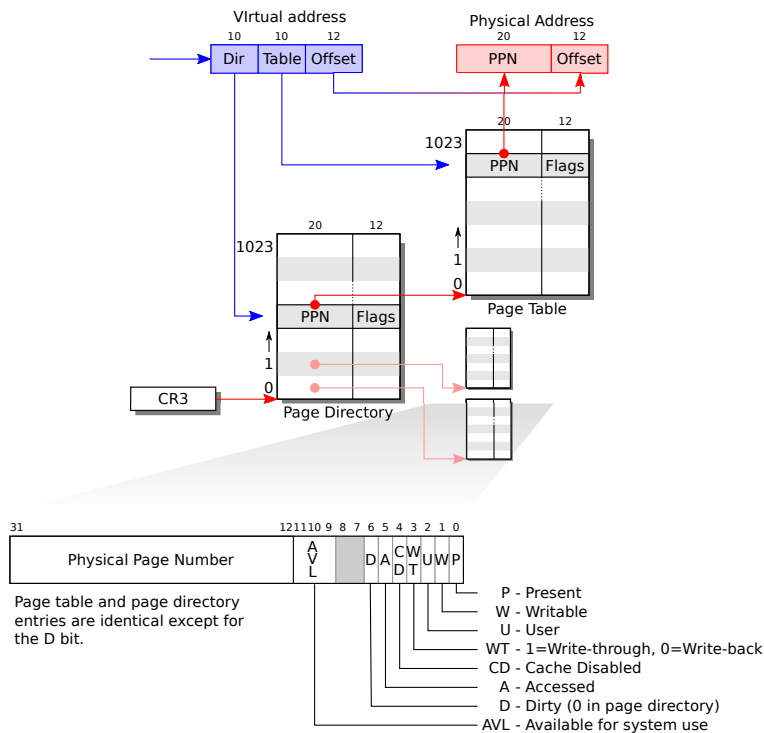 VIrtual address
Physical Address
10 10 12
20 12
Dir Table Offset
PPN Offset
20 12
1023
PPN Flags
20 12
1023
1
0
Page Table
PPN Flags
1
0
CR3
Page Directory
31 12 11 10 9 8 7 6 5 4 3 2 1 0
Physical Page Number
AVL
D A CD WT U W P
Page table and page directory
entries are identical except for
the D bit.
P - Present
W - Writable
U - User
WT - 1=Write-through, 0=Write-back
CD - Cache Disabled
A - Accessed
D - Dirty (0 in page directory)
AVL - Available for system use